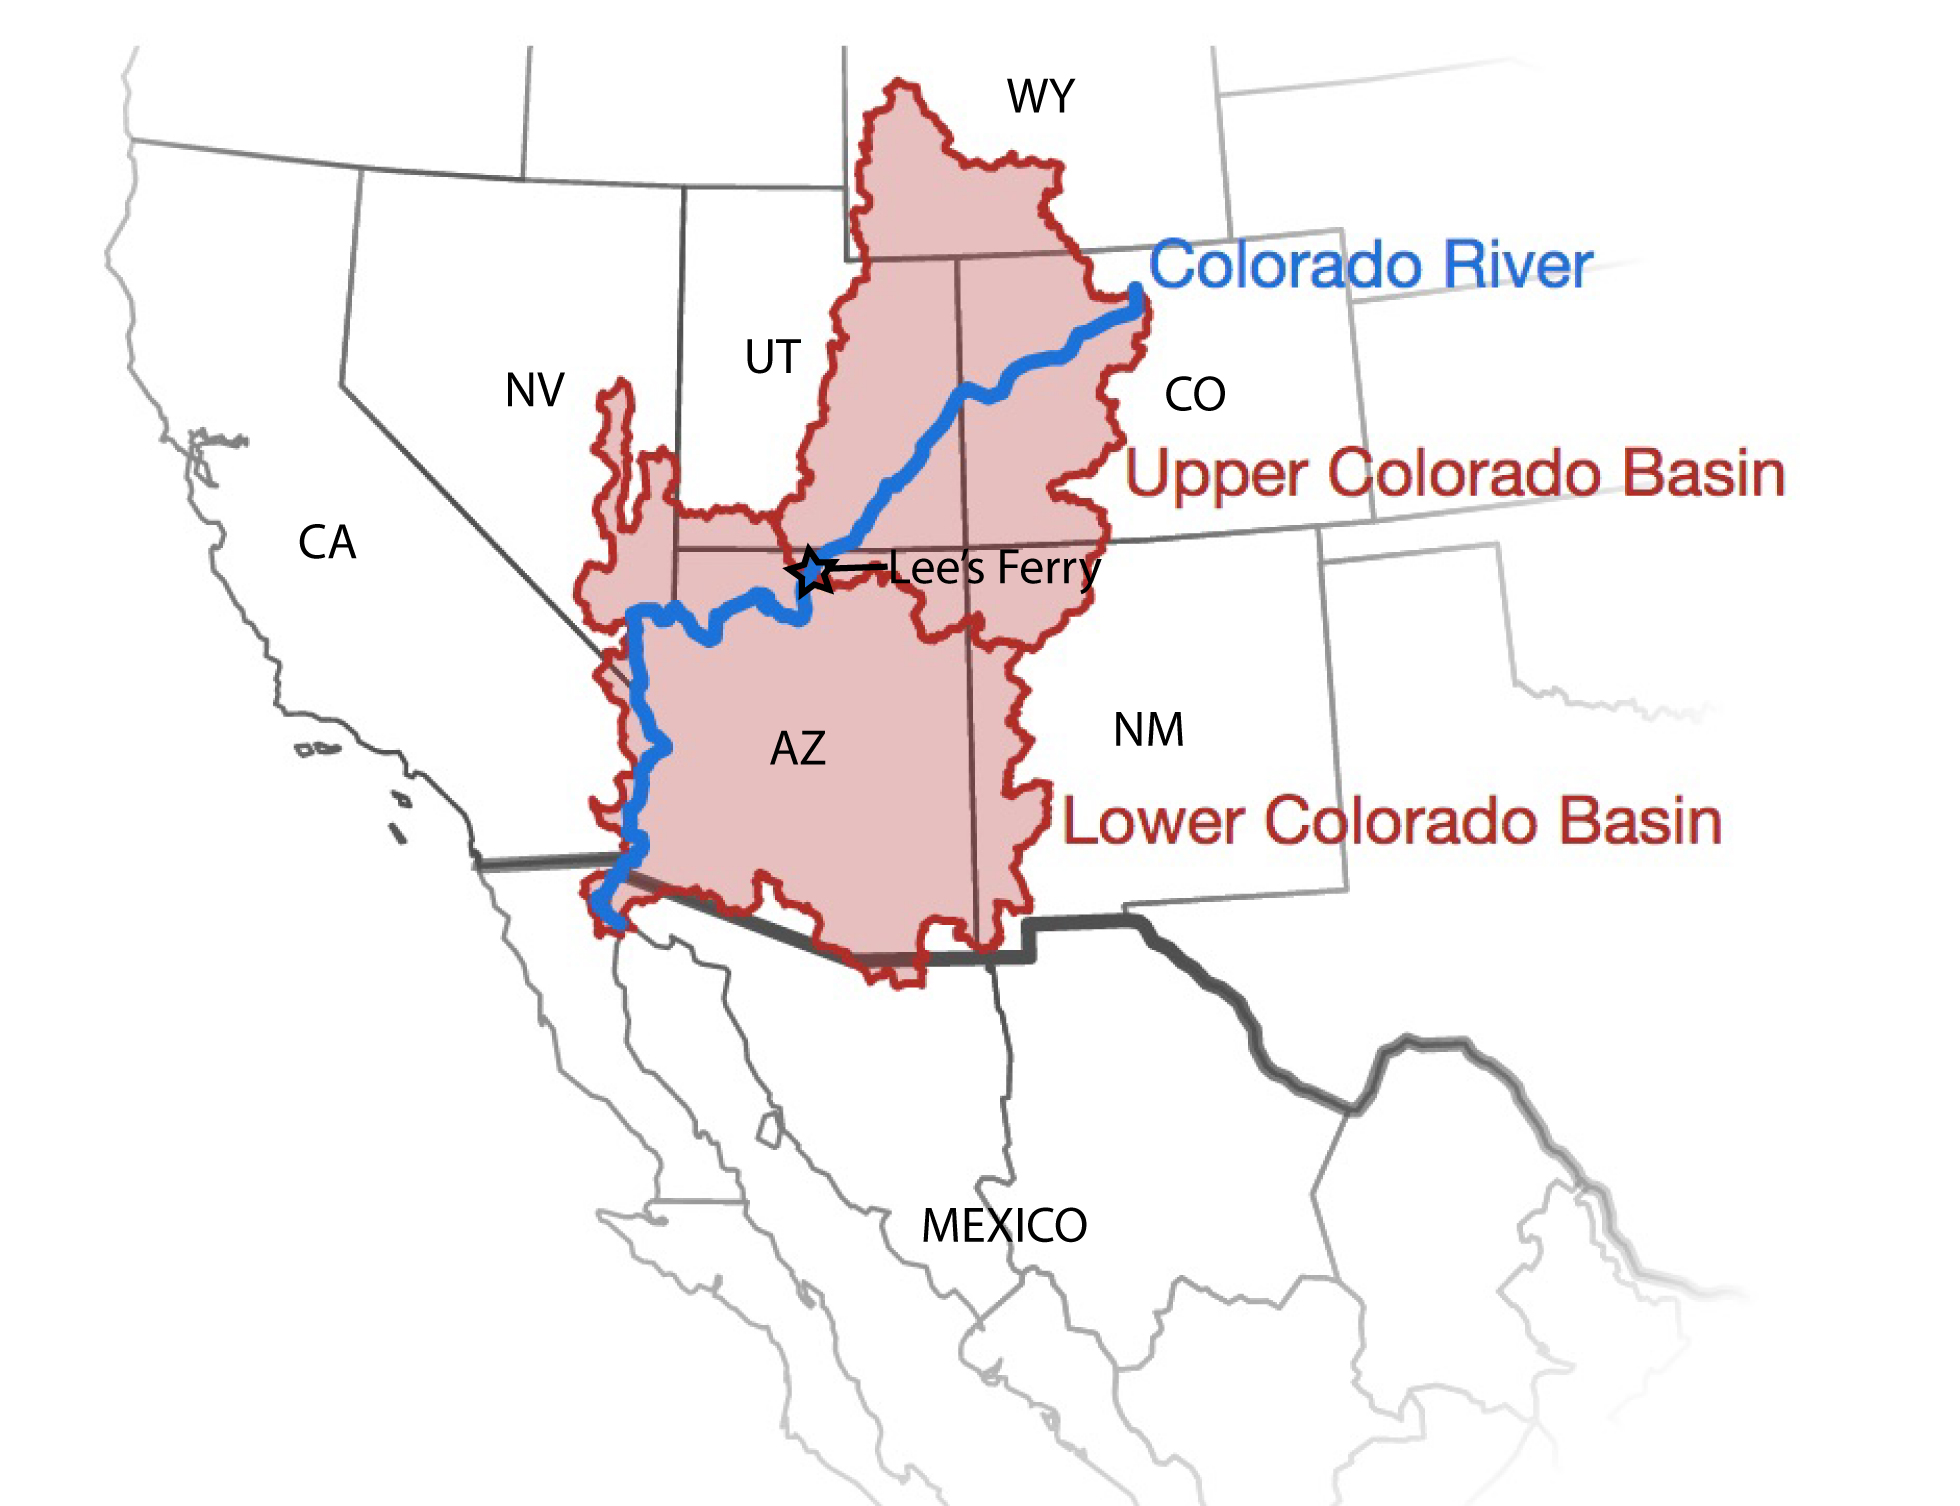 WY
Colorado River
UT
NV
CO
Upper Colorado Basin
CA
Lee's Ferry
AZ
NM
Lower Colorado Basin
MEXICO